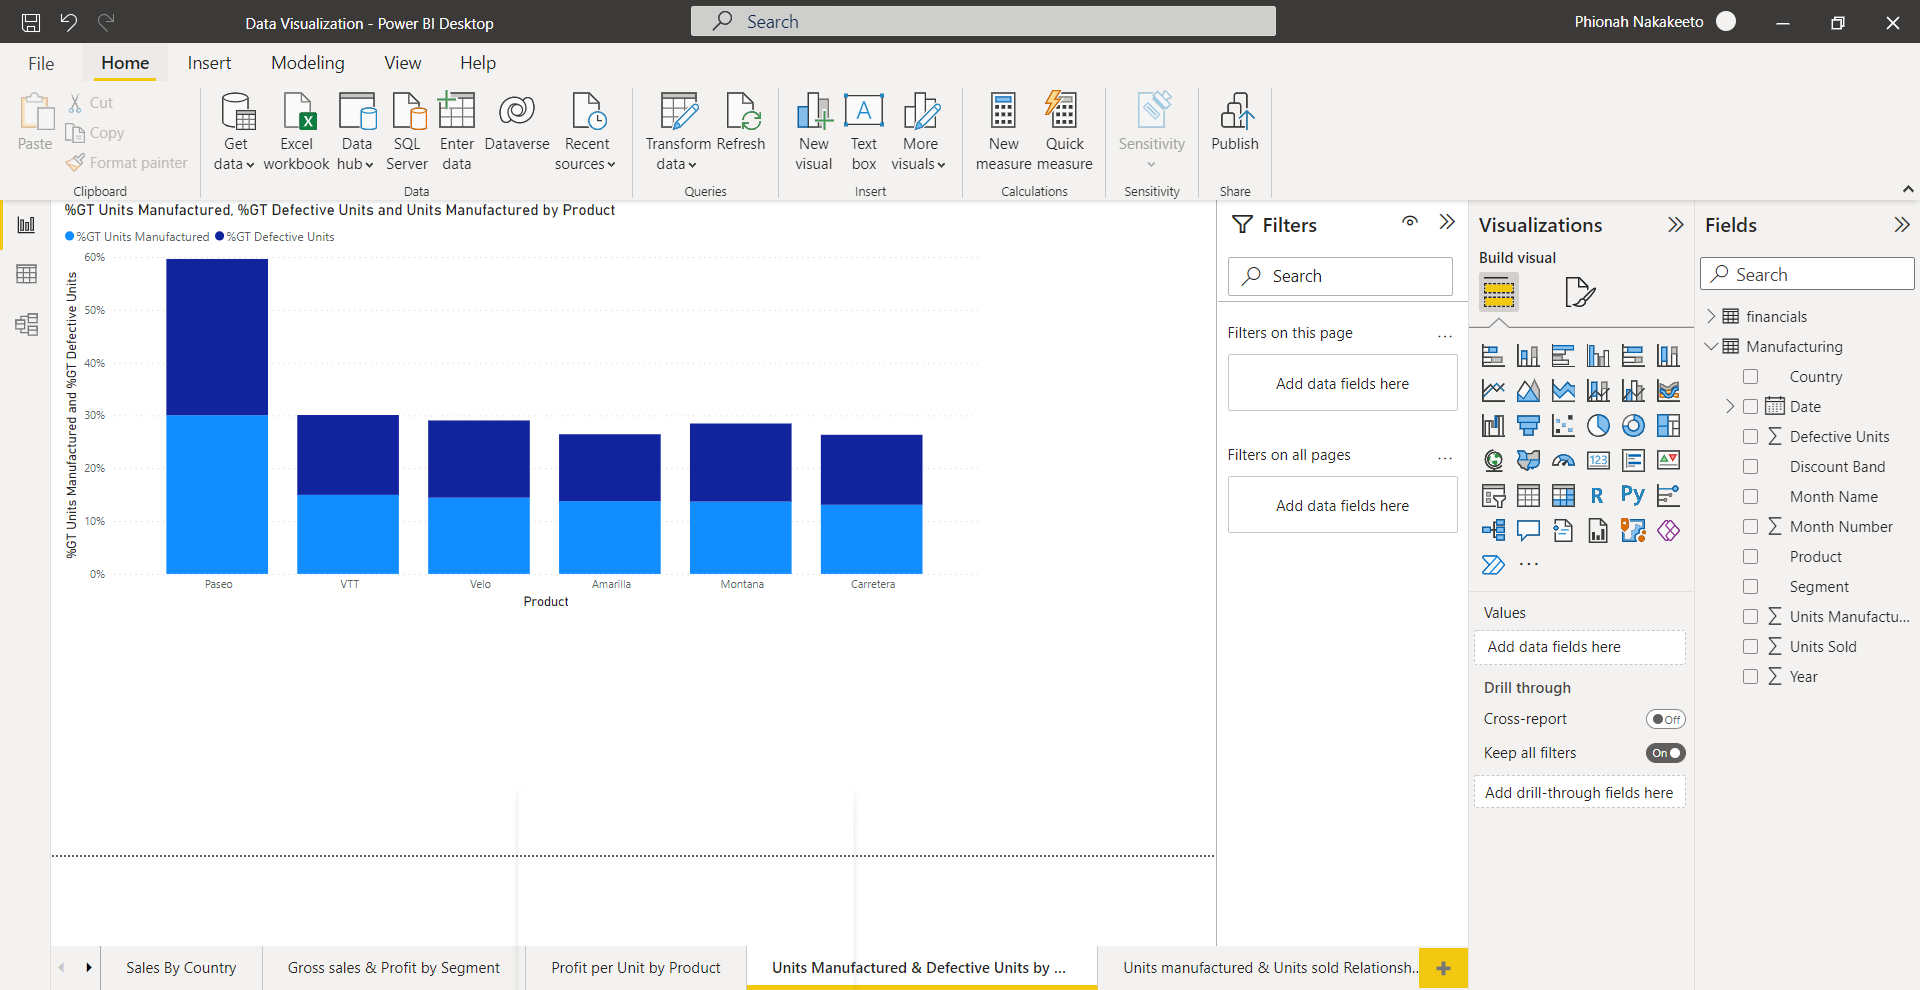 Data Visualization - Power BI Desktop
Search
Phionah Nakakeeto
File
Home
Insert
Modeling
View
Help
Paste
Cut
Copy
Format painter
Clipboard
Get data
Excel workbook
Data hub
SQL Server
Enter data
Dataverse
Recent sources
Data
Transform data
Refresh
Queries
New visual
Text box
More visuals
Insert
New measure
Quick measure
Calculations
Sensitivity
Sensitivity
Publish
Share
%GT Units Manufactured, %GT Defective Units and Units Manufactured by Product
%GT Units Manufactured %GT Defective Units
%GT Units Manufactured and %GT Defective Units
60%
50%
40%
30%
20%
10%
0%
Paseo
VTT
Velo
Amarilla
Montana
Carretera
Product
Filters
Search
Filters on this page
...
Add data fields here
Filters on all pages
...
Add data fields here
Visualizations
Build visual
123
R
Py
...
Values
Add data fields here
Drill through
Cross-report
Off
Keep all filters
On
Add drill-through fields here
Fields
Search
financials
Manufacturing
Country
Date
Σ Defective Units
Discount Band
Month Name
Σ Month Number
Product
Segment
Σ Units Manufactu...
Σ Units Sold
Σ Year
Sales By Country
Gross sales & Profit by Segment
Profit per Unit by Product
Units Manufactured & Defective Units by ...
Units manufactured & Units sold Relationsh...